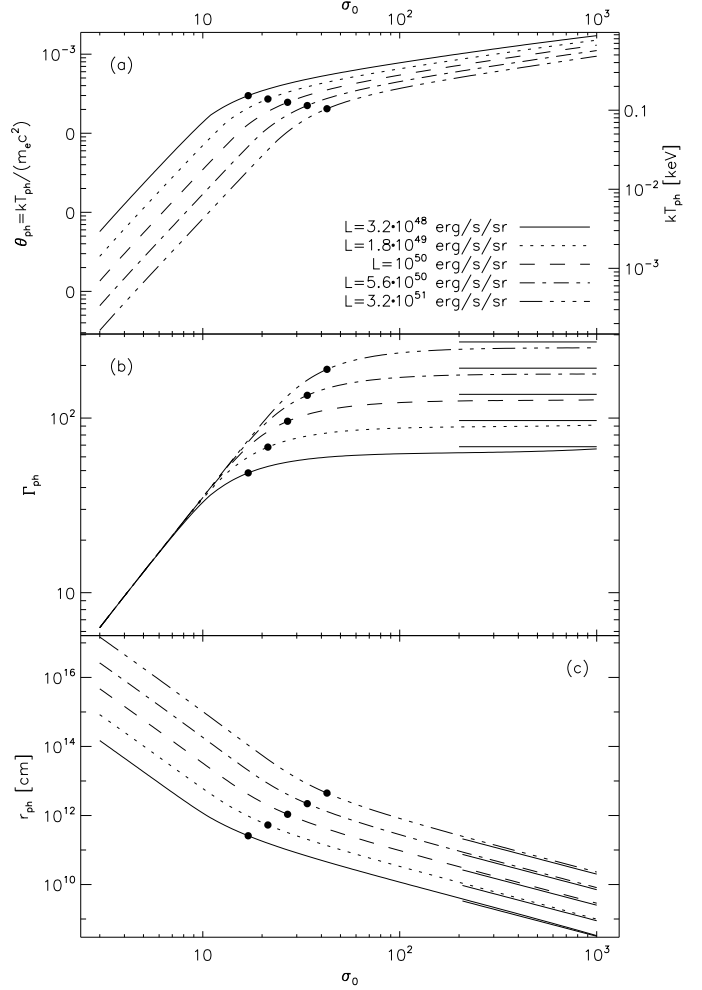 σ₀
10 10² 10³
(a)
10⁻³
0
0
0
θₚₕ=kTₚₕ/(mₑc²)
0.1
10⁻²
10⁻³
kTₚₕ [keV]
L=3.2•10⁴⁸ erg/s/sr
L=1.8•10⁴⁹ erg/s/sr
L=10⁵⁰ erg/s/sr
L=5.6•10⁵⁰ erg/s/sr
L=3.2•10⁵¹ erg/s/sr
(b)
10²
10
Γₚₕ
(c)
10¹⁶
10¹⁴
10¹²
10¹⁰
rₚₕ [cm]
10 10² 10³
σ₀